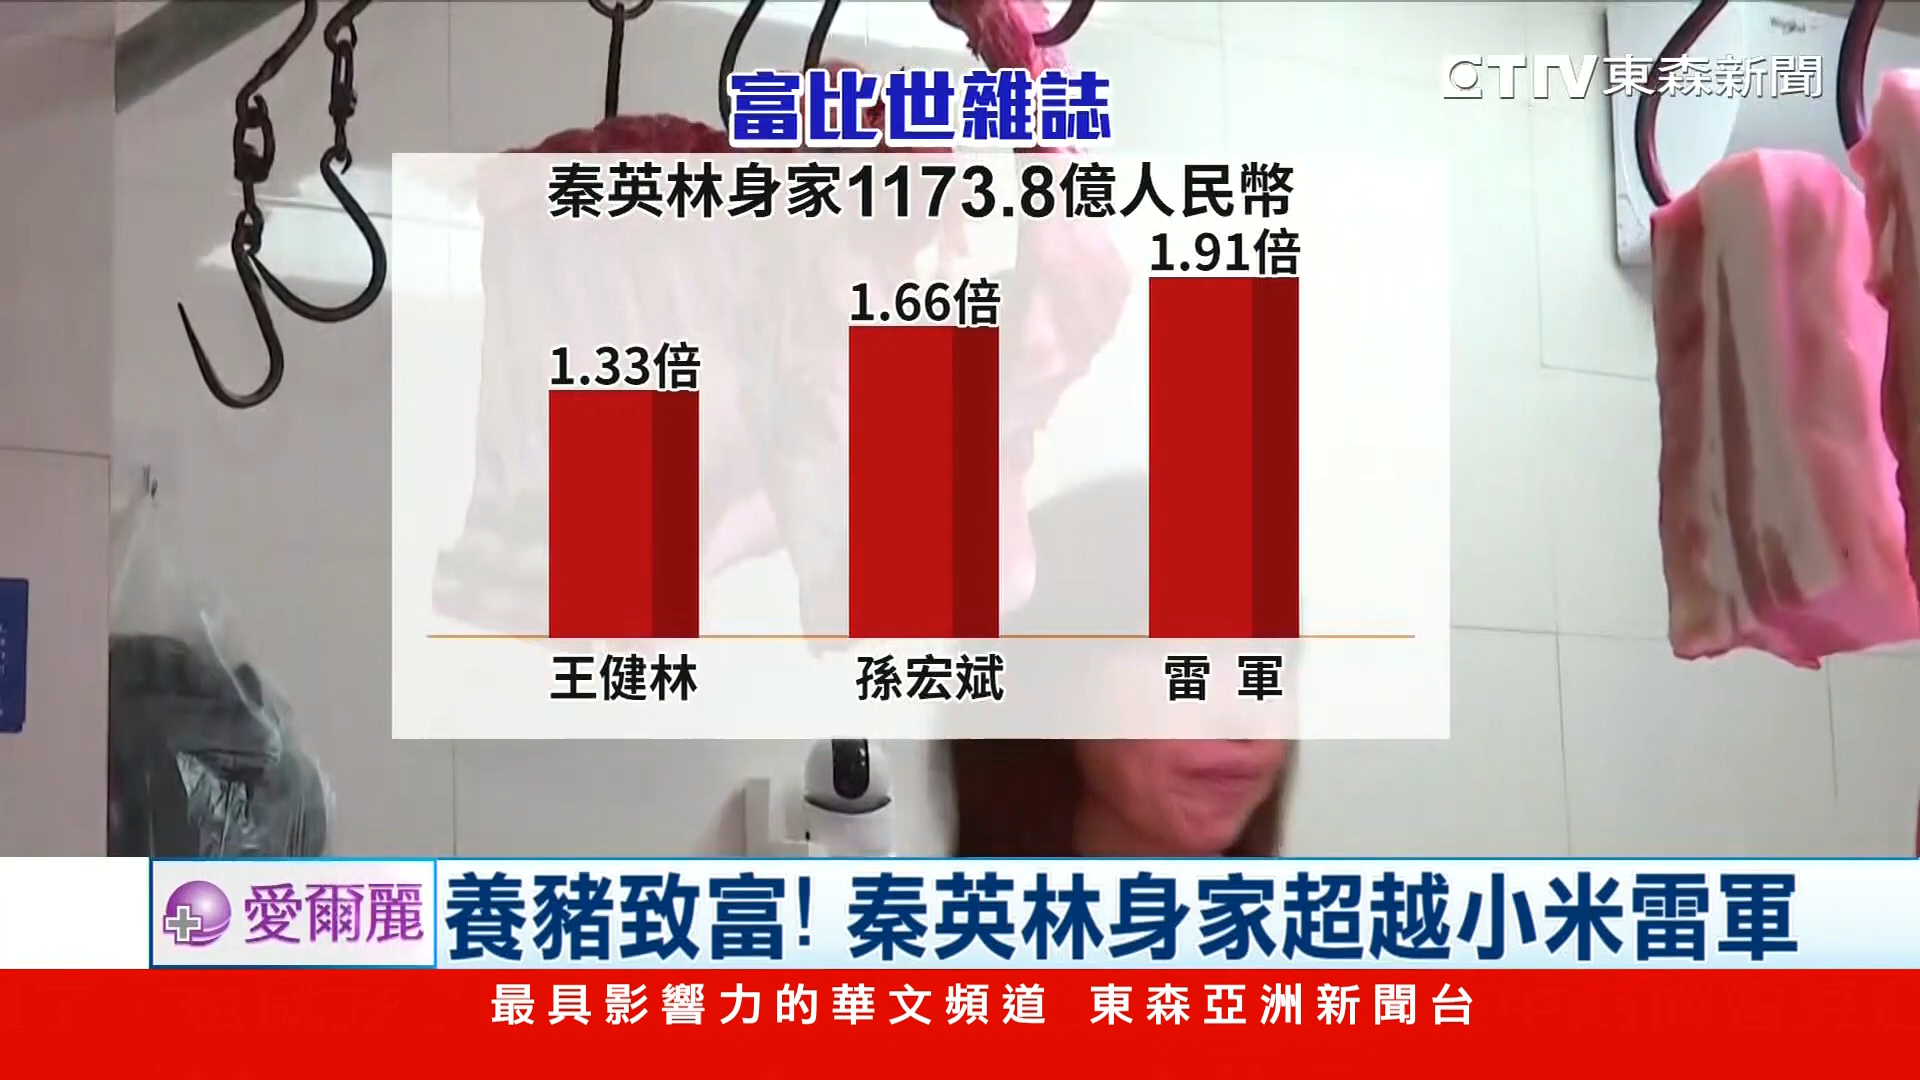 ETTV東森新聞
富比世雜誌
秦英林身家1173.8億人民幣
1.33倍
1.66倍
1.91倍
王健林
孫宏斌
雷 軍
愛爾麗
養豬致富! 秦英林身家超越小米雷軍
最具影響力的華文頻道 東森亞洲新聞台